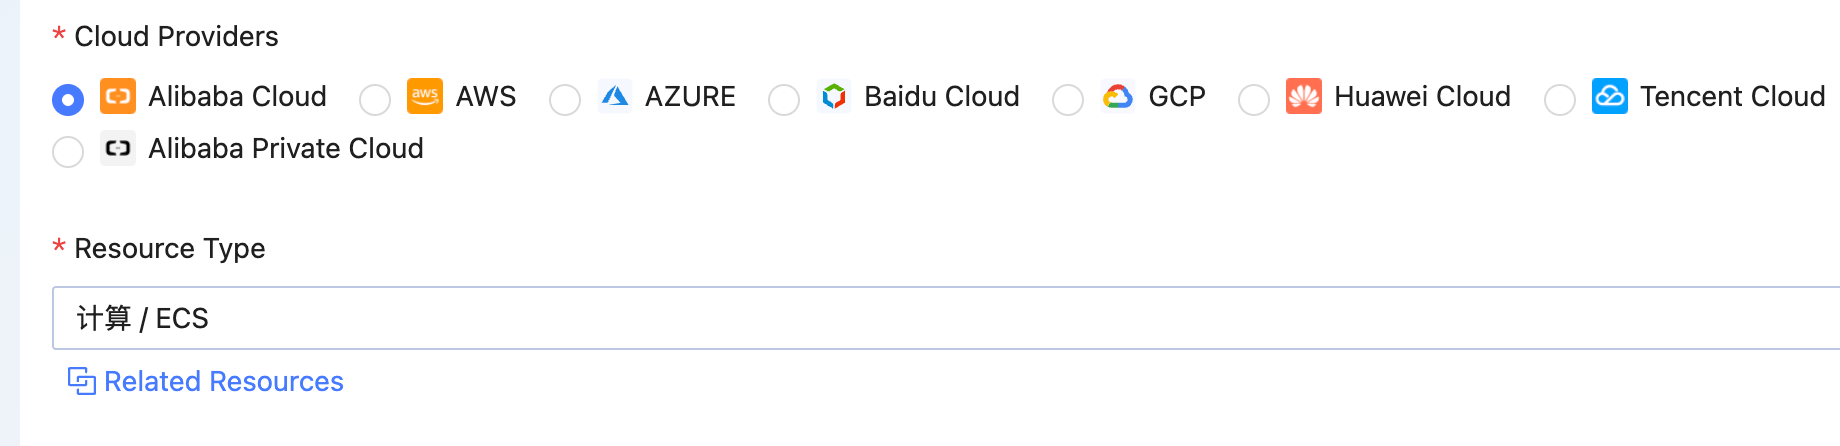 * Cloud Providers
Alibaba Cloud aws AWS AZURE Baidu Cloud GCP Huawei Cloud Tencent Cloud
Alibaba Private Cloud
* Resource Type
计算 / ECS
Related Resources